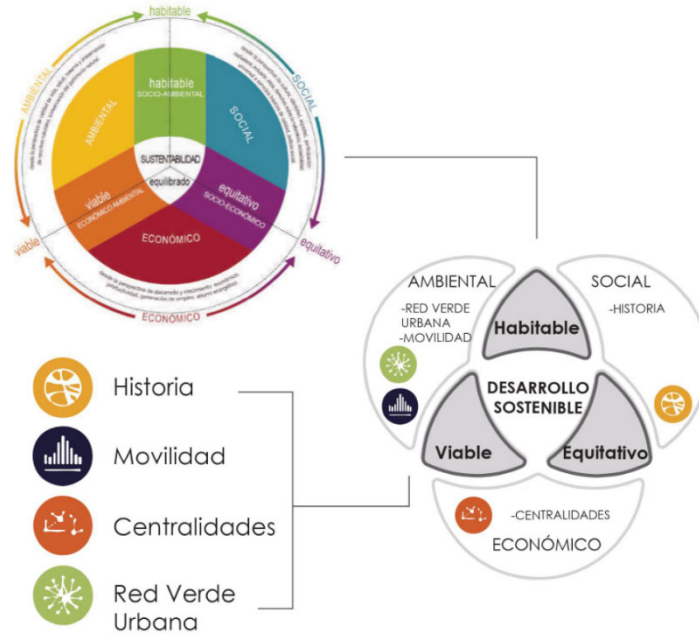 habitable
AMBIENTAL
SOCIAL
habitable
SOCIO-AMBIENTAL
AMBIENTAL
SOCIAL
SUSTENTABILIDAD
equilibrado
viable
ECONÓMICO AMBIENTAL
equitativo
SOCIO-ECONÓMICO
ECONÓMICO
viable
equitativo
ECONÓMICO
AMBIENTAL
-RED VERDE
URBANA
-MOVILIDAD
SOCIAL
-HISTORIA
Habitable
DESARROLLO
SOSTENIBLE
Viable
Equitativo
-CENTRALIDADES
ECONÓMICO
Historia
Movilidad
Centralidades
Red Verde
Urbana